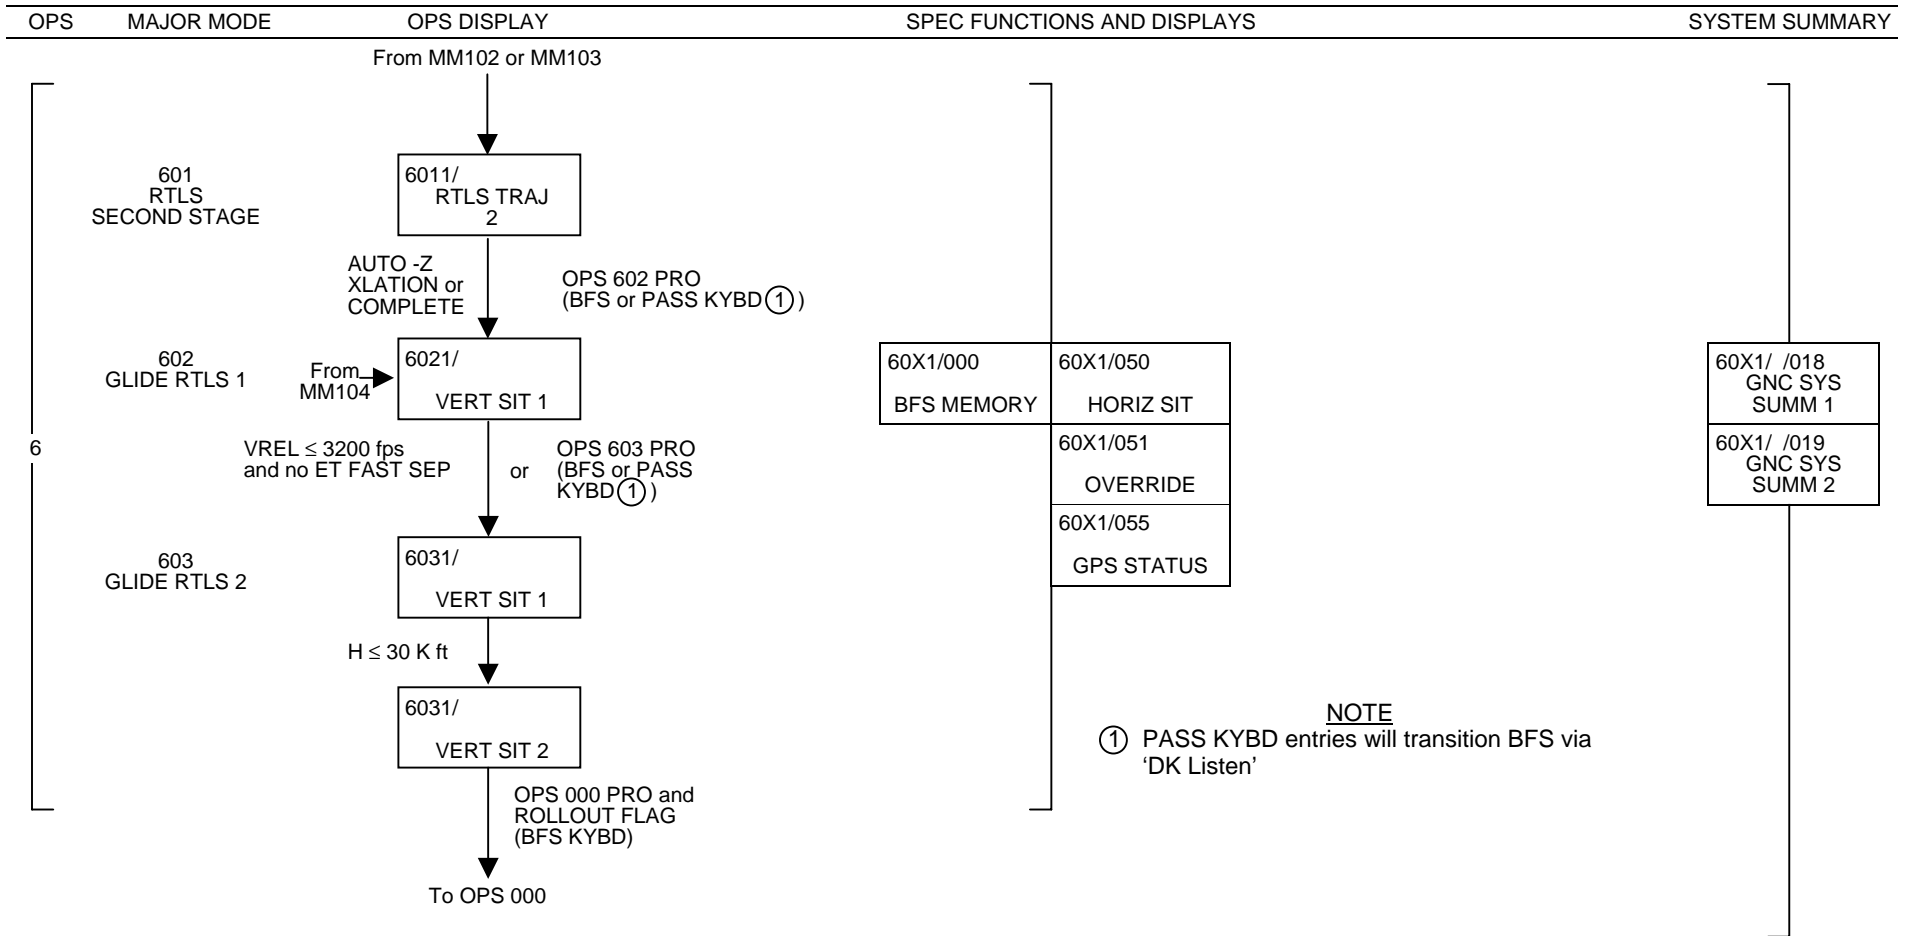 OPS MAJOR MODE OPS DISPLAY SPEC FUNCTIONS AND DISPLAYS SYSTEM SUMMARY
From MM102 or MM103
601
RTLS
SECOND STAGE
6011/
RTLS TRAJ
2
AUTO -Z
XLATION or
COMPLETE
OPS 602 PRO
(BFS or PASS KYBD ① )
602
GLIDE RTLS 1
From
MM104
6021/
VERT SIT 1
60X1/000
BFS MEMORY
60X1/050
HORIZ SIT
60X1/ /018
GNC SYS
SUMM 1
6
VREL ≤ 3200 fps
and no ET FAST SEP
or
OPS 603 PRO
(BFS or PASS
KYBD ① )
60X1/051
OVERRIDE
60X1/ /019
GNC SYS
SUMM 2
60X1/055
GPS STATUS
603
GLIDE RTLS 2
6031/
VERT SIT 1
H ≤ 30 K ft
6031/
VERT SIT 2
NOTE
① PASS KYBD entries will transition BFS via
‘DK Listen’
OPS 000 PRO and
ROLLOUT FLAG
(BFS KYBD)
To OPS 000